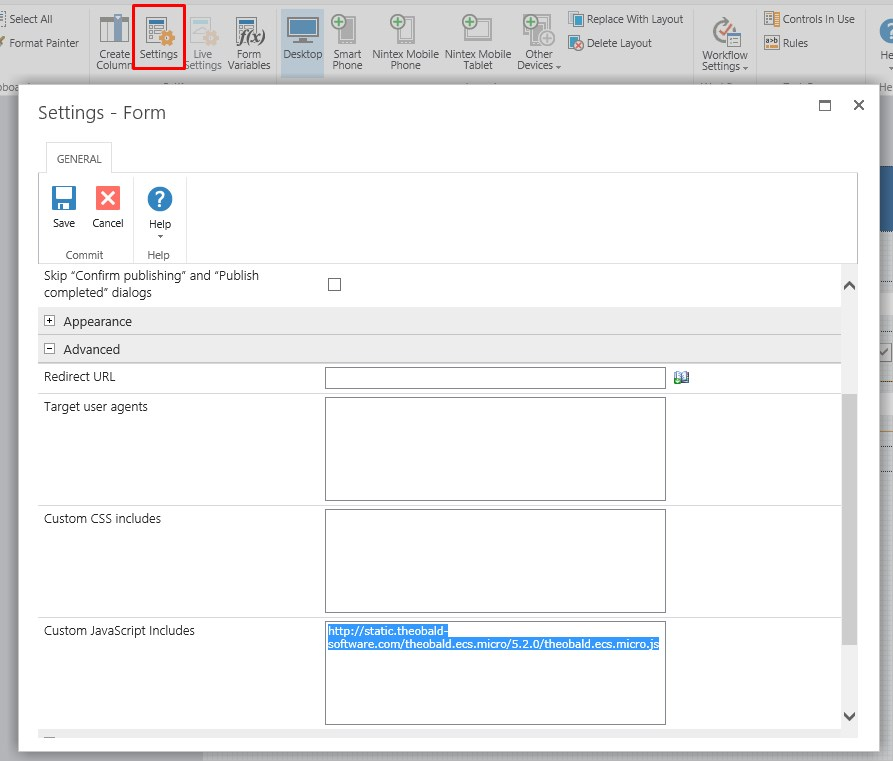 Select All
Format Painter
Create
Column
Settings
Live
Settings
Form
Variables
Desktop
Smart
Phone
Nintex Mobile
Phone
Nintex Mobile
Tablet
Other
Devices
Replace With Layout
Delete Layout
Workflow
Settings
Controls In Use
Rules
He
Settings - Form
GENERAL
Save
Cancel
Help
Commit
Help
Skip “Confirm publishing” and “Publish
completed” dialogs
Appearance
Advanced
Redirect URL
Target user agents
Custom CSS includes
Custom JavaScript Includes
http://static.theobald-
software.com/theobald.ecs.micro/5.2.0/theobald.ecs.micro.js